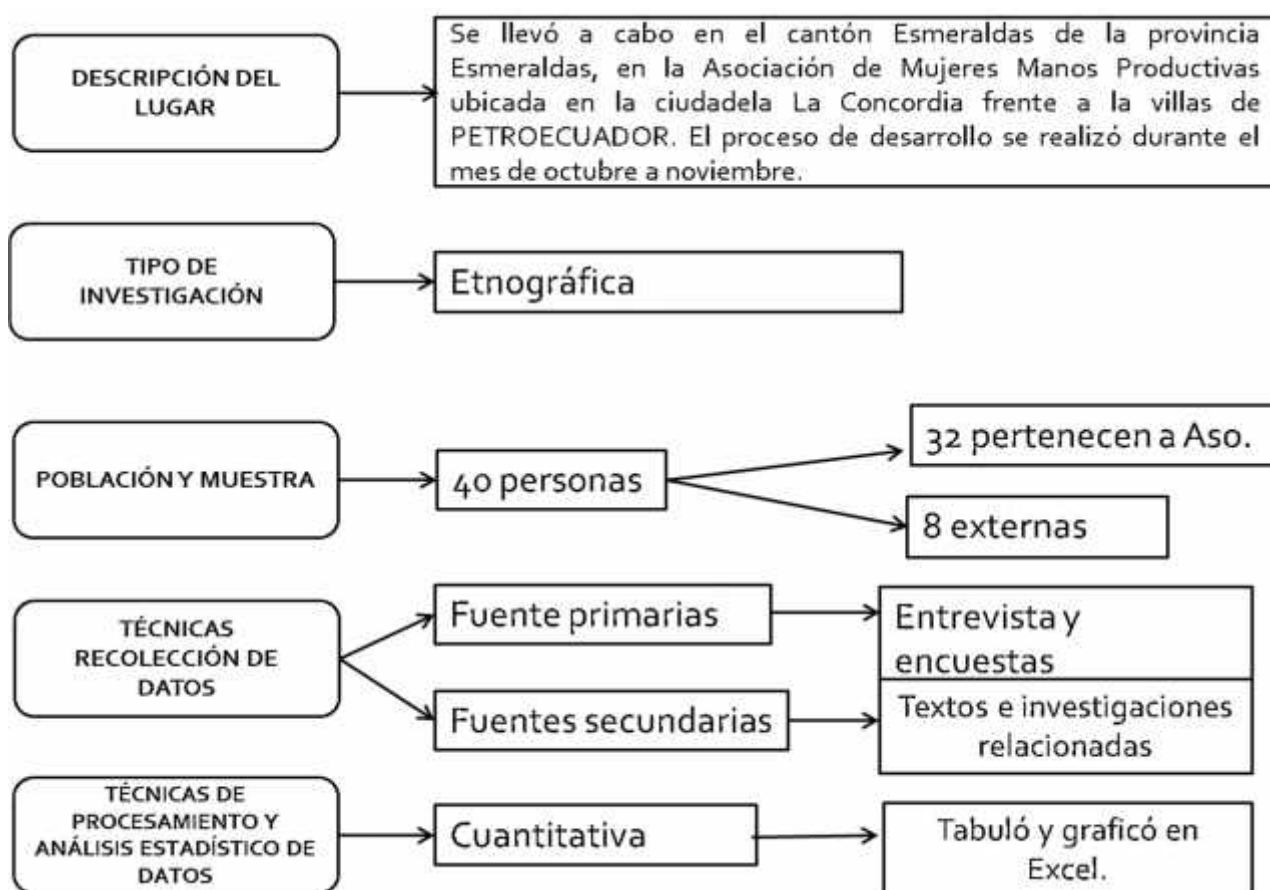 DESCRIPCIÓN DEL
LUGAR
Se llevó a cabo en el cantón Esmeraldas de la provincia
Esmeraldas, en la Asociación de Mujeres Manos Productivas
ubicada en la ciudadela La Concordia frente a la villas de
PETROECUADOR. El proceso de desarrollo se realizó durante el
mes de octubre a noviembre.
TIPO DE
INVESTIGACIÓN
Etnográfica
POBLACIÓN Y MUESTRA
40 personas
32 pertenecen a Aso.
8 externas
TÉCNICAS
RECOLECCIÓN DE
DATOS
Fuente primarias
Entrevista y
encuestas
Fuentes secundarias
Textos e investigaciones
relacionadas
TÉCNICAS DE
PROCESAMIENTO Y
ANÁLISIS ESTADÍSTICO DE
DATOS
Cuantitativa
Tabuló y graficó en
Excel.